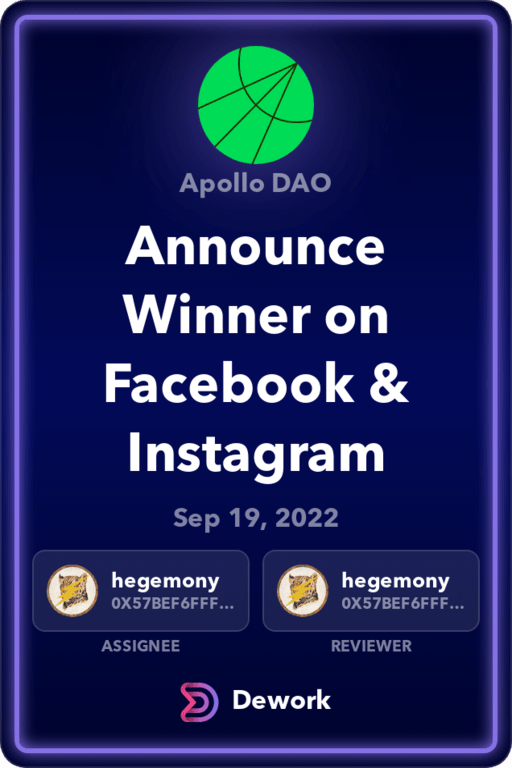 Apollo DAO
Announce
Winner on
Facebook &
Instagram
Sep 19, 2022
hegemony hegemony
0X57BEF6FFF... 0X57BEF6FFF...
ASSIGNEE REVIEWER
Dework